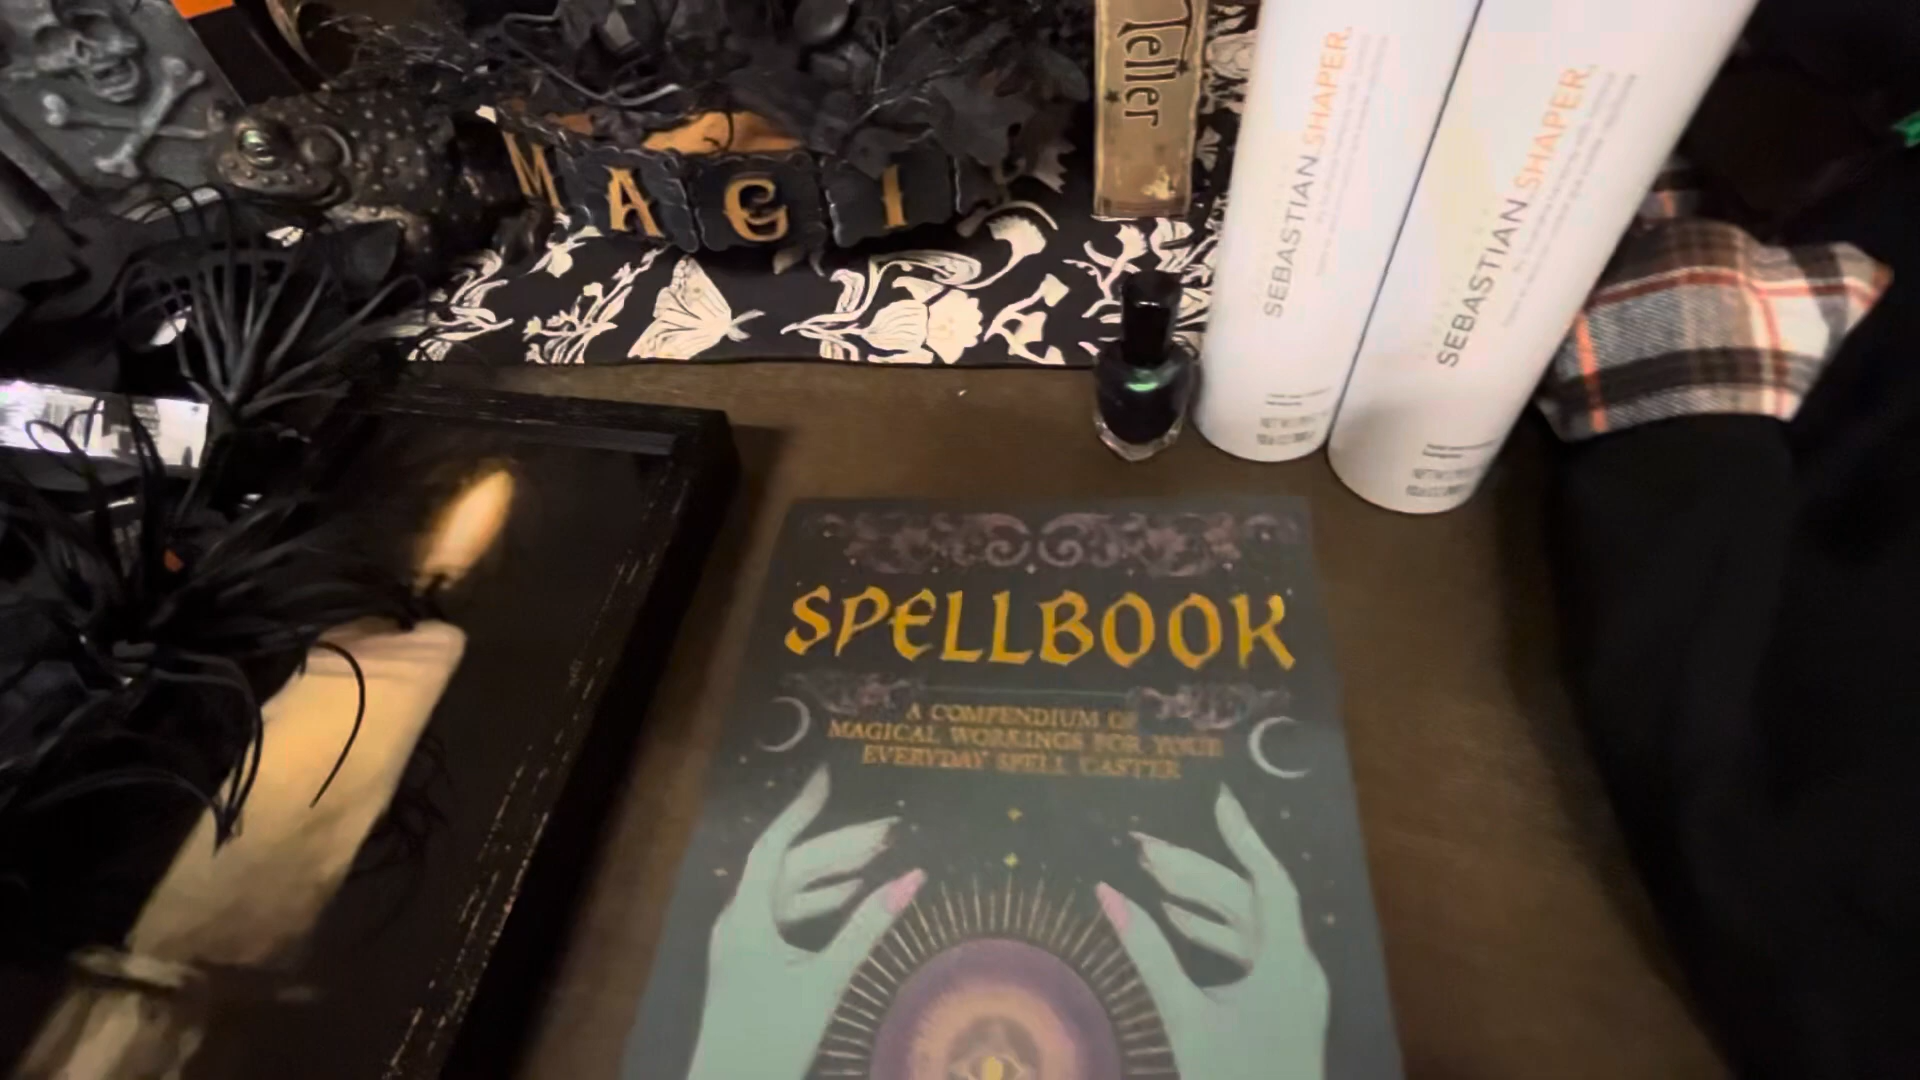 MAGI
Teller
SEBASTIAN SHAPER.
SEBASTIAN SHAPER.
SPELLBOOK
A COMPENDIUM OF
MAGICAL WORKINGS FOR YOUR
EVERYDAY SPELL CASTER